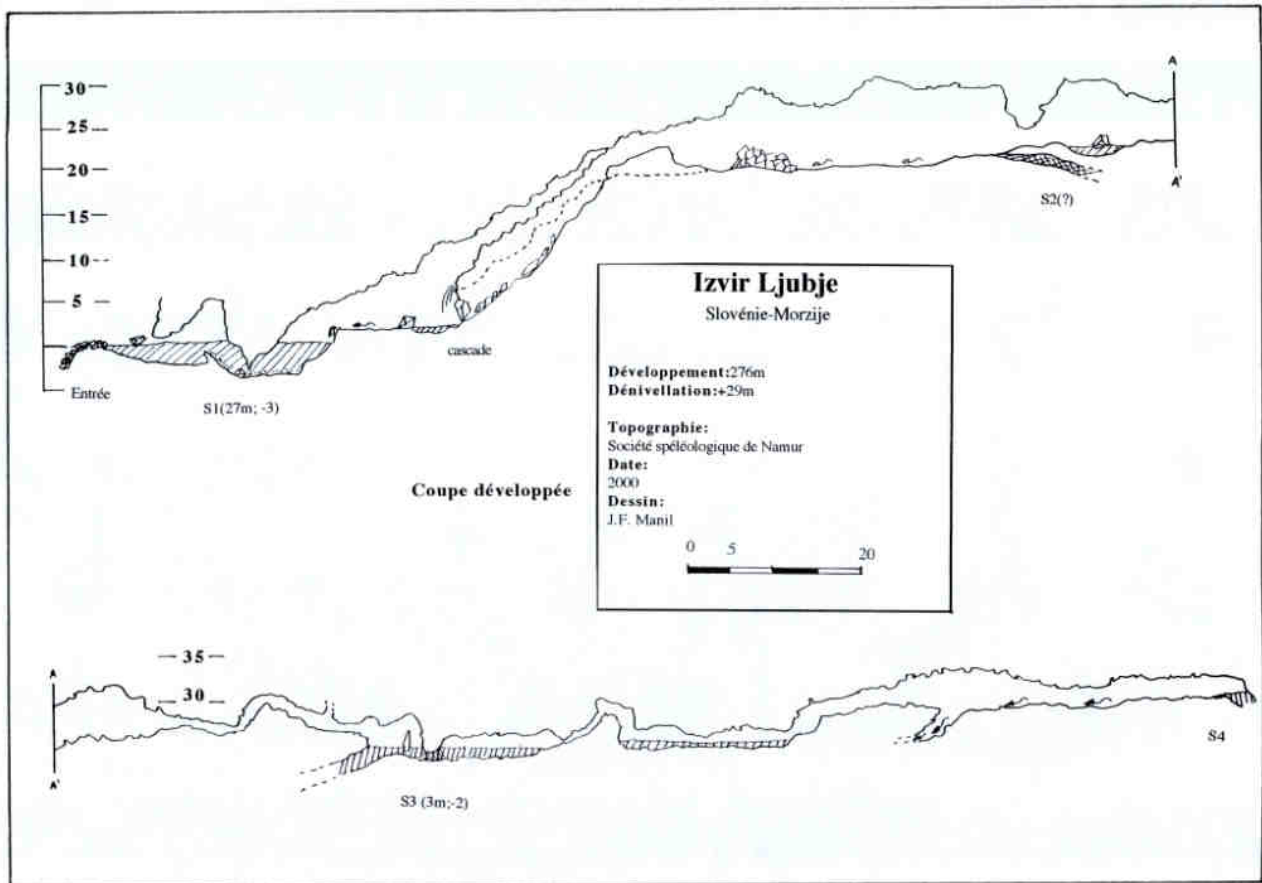 30
25
20
15
10
5
Entrée
S1(27m; -3)
cascade
A
A'
S2(?)
Izvir Ljubje
Slovénie-Morzije
Développement:276m
Dénivellation:+29m
Topographie:
Société spéléologique de Namur
Date:
2000
Dessin:
J.F. Manil
0 5 20
Coupe développée
35
30
A
A'
S3 (3m;-2)
A
A'
S4